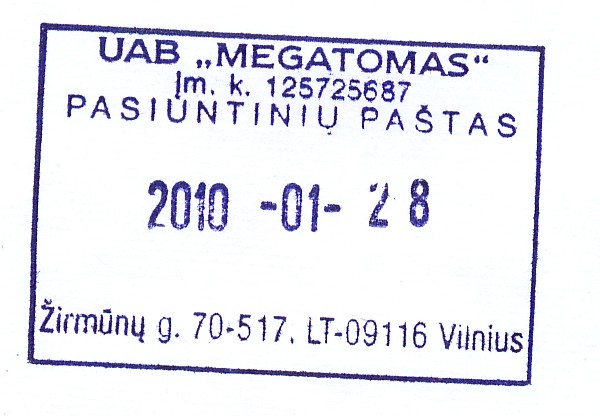 UAB „MEGATOMAS“
Įm. k. 125725687
PASIUNTINIŲ PAŠTAS
2010 -01- 28
Žirmūnų g. 70-517. LT-09116 Vilnius